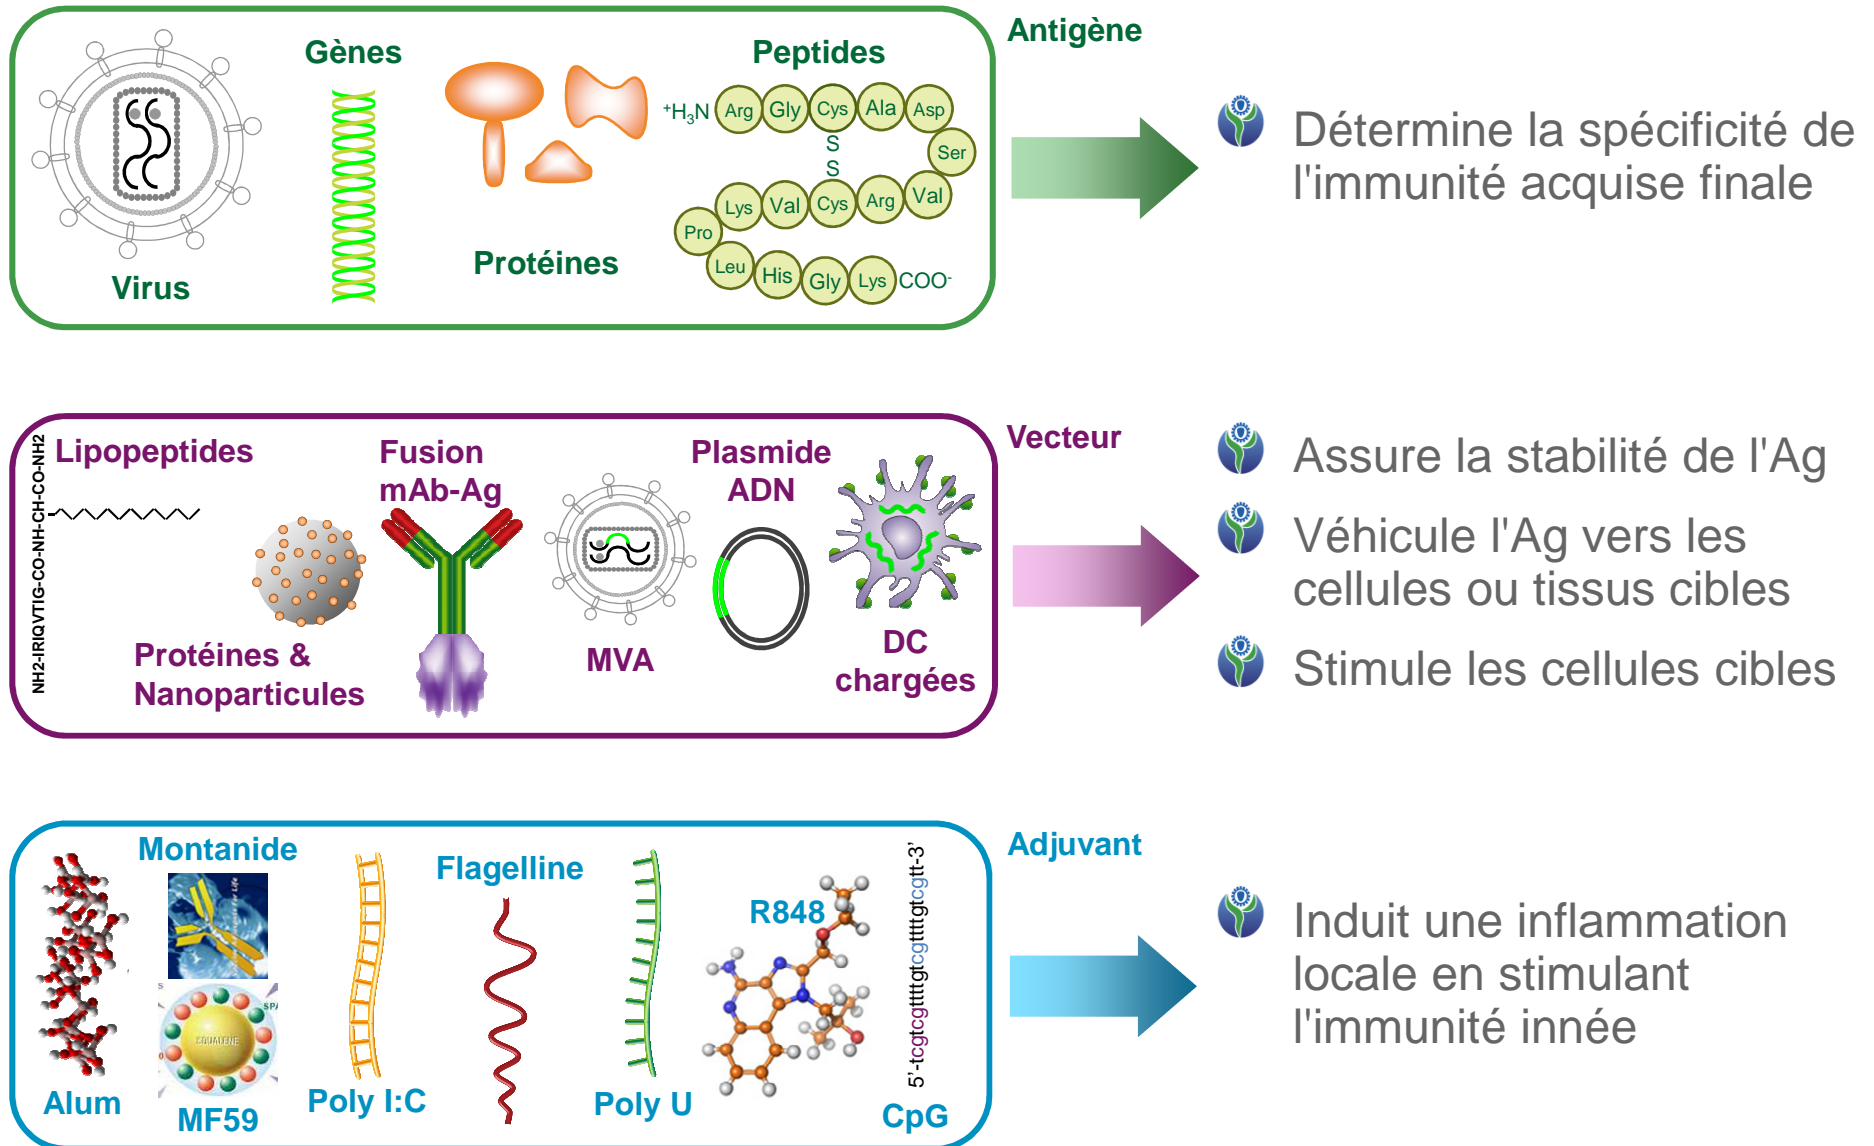 Antigène
Gènes
Peptides
Virus
Protéines
+H3N Arg Gly Cys Ala Asp
S
S
Ser
Lys Val Cys Arg Val
Pro
Leu His Gly Lys COO-
Détermine la spécificité de
l'immunité acquise finale
Vecteur
NH2-IRIQVTIG-CO-NH-CH-CO-NH2
Lipopeptides
Fusion
mAb-Ag
Plasmide
ADN
Protéines &
Nanoparticules
MVA
DC
chargées
Assure la stabilité de l'Ag
Véhicule l'Ag vers les
cellules ou tissus cibles
Stimule les cellules cibles
Adjuvant
Montanide
Flagelline
R848
SQUALENE
Alum
MF59
Poly I:C
Poly U
CpG
5'-tcgtcgttttgtcgttttgtcgtt-3'
Induit une inflammation
locale en stimulant
l'immunité innée